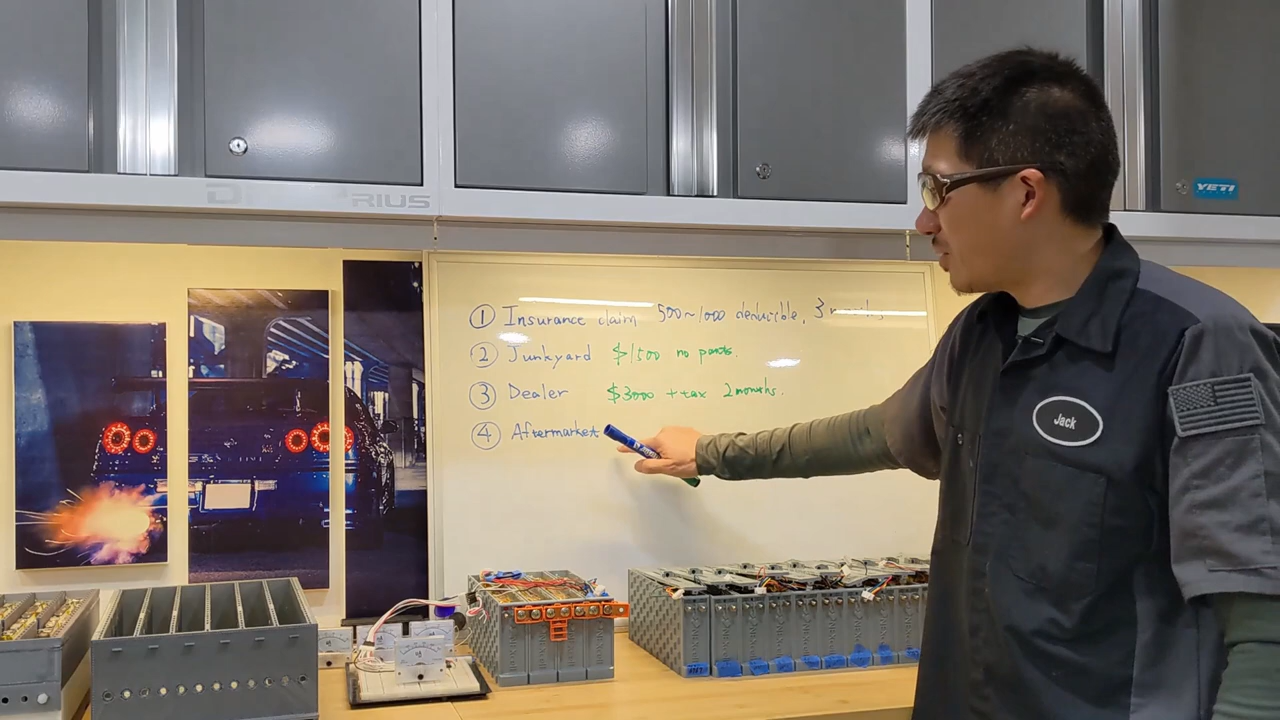 RIUS
YETI
① Insurance claim 500~1000 deductible, 3 months
② Junkyard $1500 no parts.
③ Dealer $3000 + tax 2 months.
④ Aftermarket
Jack